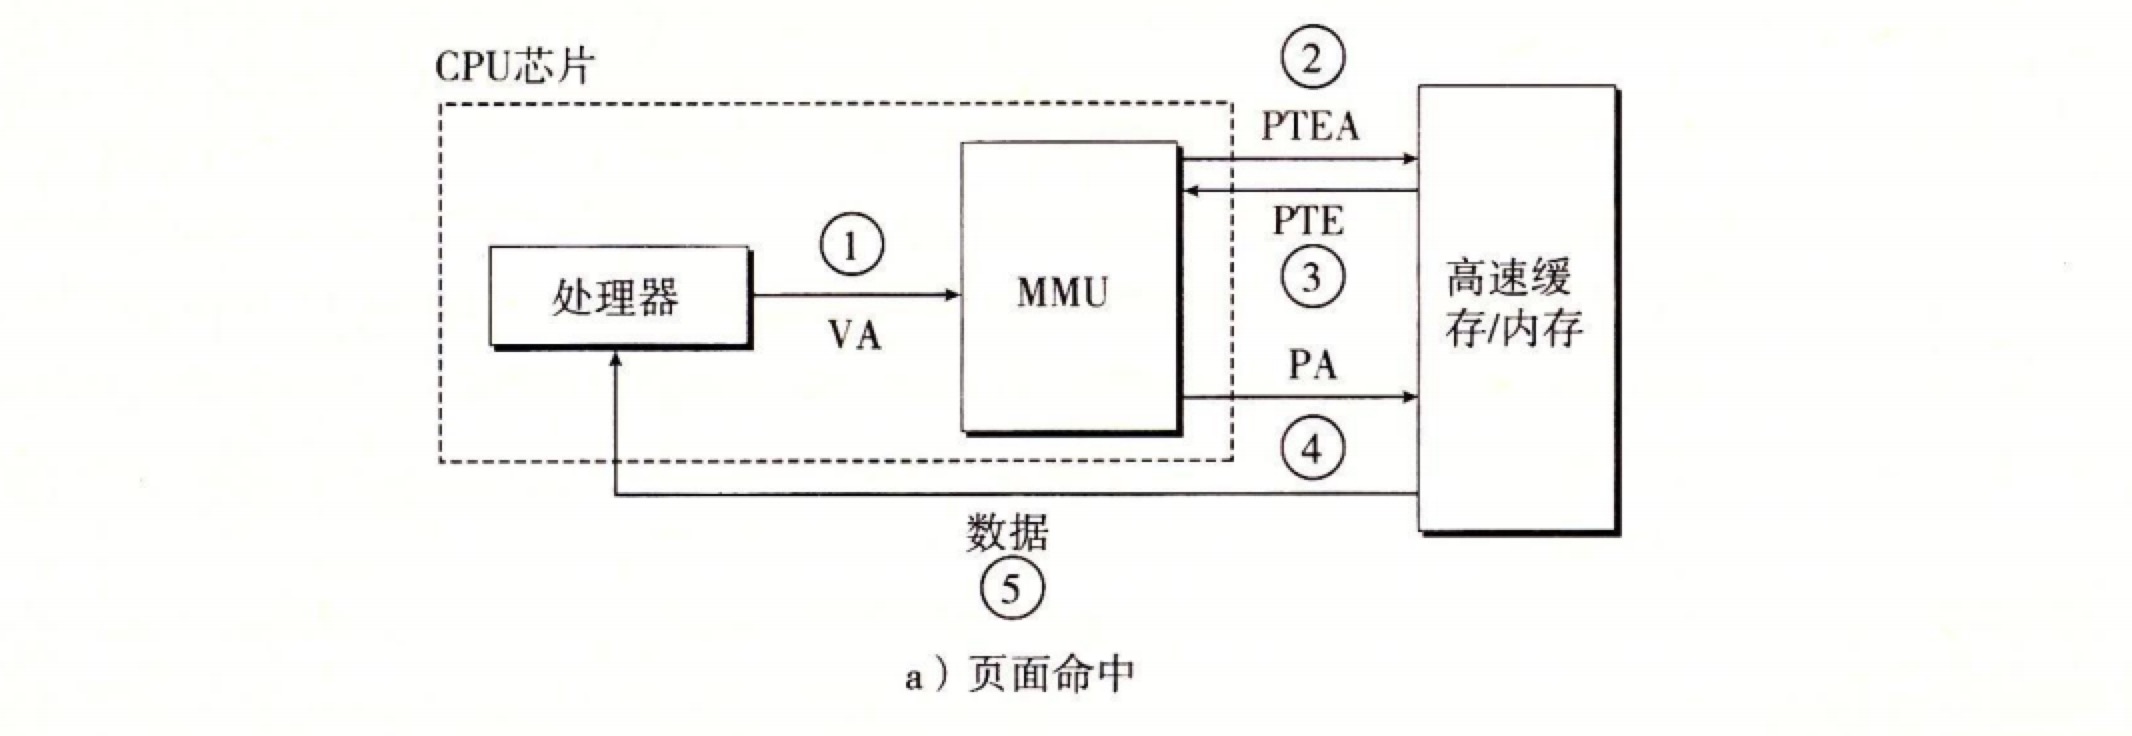 CPU芯片
②
PTEA
①
VA
处理器
MMU
PTE
③
高速缓
存/内存
PA
④
数据
⑤
a）页面命中